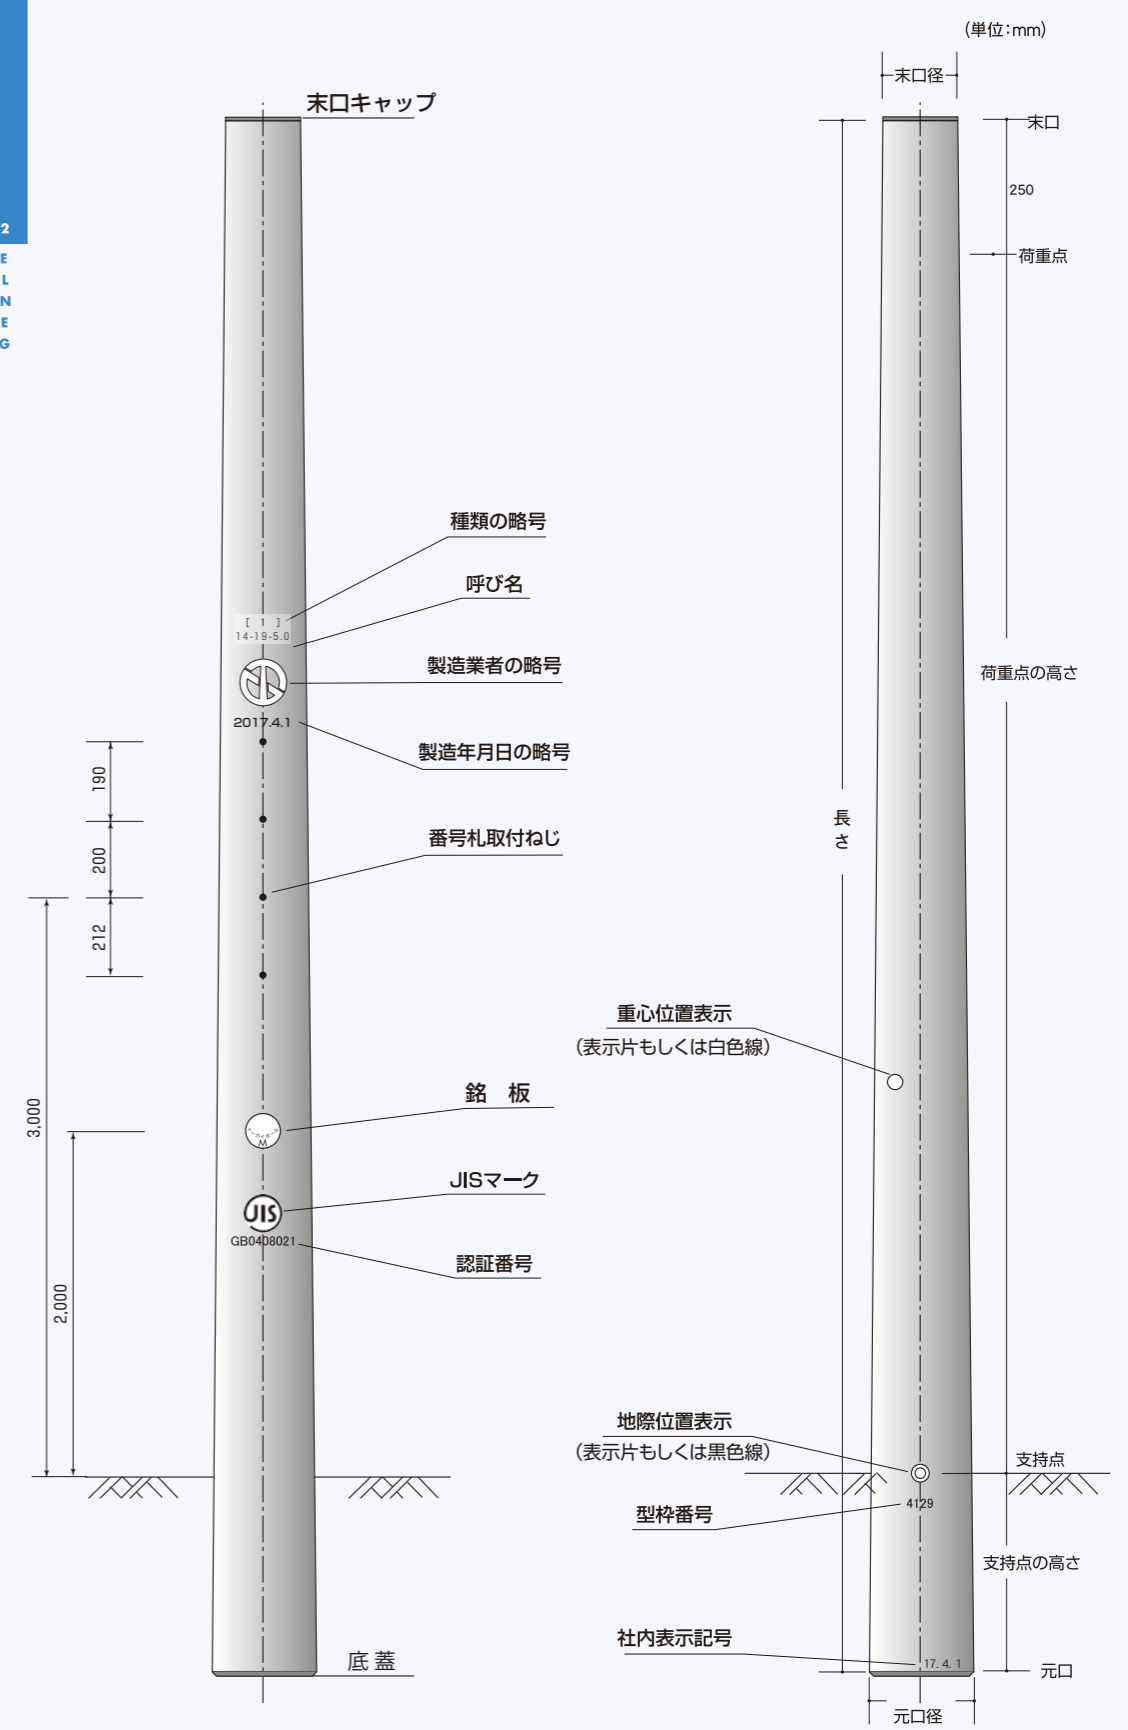 (単位:mm)
末口径
末口キャップ
末口
250
荷重点
2
E
L
N
E
G
種類の略号
呼び名
[ 1 ]
14-19-5.0
製造業者の略号
荷重点の高さ
2017.4.1
製造年月日の略号
190
長さ
番号札取付ねじ
200
212
重心位置表示
(表示片もしくは白色線)
銘 板
3,000
M
JISマーク
JIS
GB0408021
認証番号
2,000
地際位置表示
(表示片もしくは黒色線)
支持点
4129
型枠番号
支持点の高さ
社内表示記号
17. 4. 1
底蓋
元口
元口径